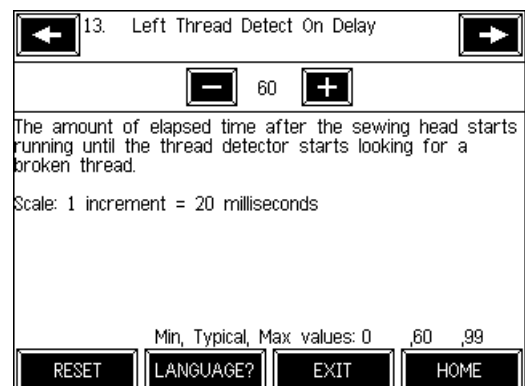 13. Left Thread Detect On Delay
60
The amount of elapsed time after the sewing head starts
running until the thread detector starts looking for a
broken thread.
Scale: 1 increment = 20 milliseconds
Min, Typical, Max values: 0 ,60 ,99
RESET LANGUAGE? EXIT HOME